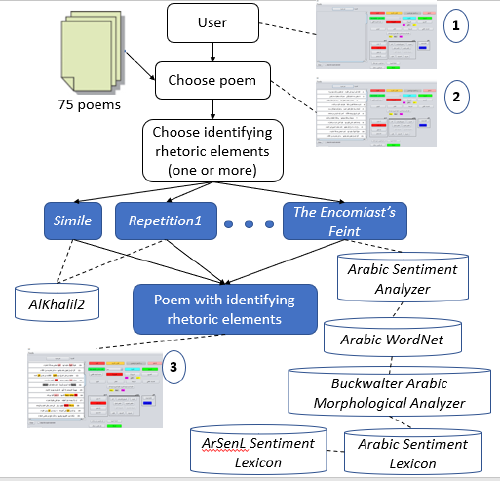 User
1
75 poems
Choose poem
2
Choose identifying
rhetoric elements
(one or more)
Simile
Repetition1
The Encomiast's
Feint
AlKhalil2
Poem with identifying
rhetoric elements
Arabic Sentiment
Analyzer
Arabic WordNet
3
Buckwalter Arabic
Morphological Analyzer
ArSenL Sentiment
Lexicon
Arabic Sentiment
Lexicon